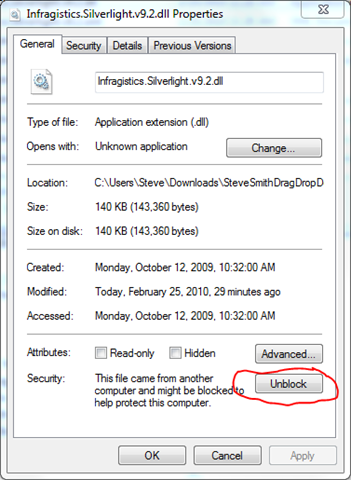 Infragistics.Silverlight.v9.2.dll Properties
General Security Details Previous Versions
Infragistics.Silverlight.v9.2.dll
Type of file: Application extension (.dll)
Opens with: Unknown application Change...
Location: C:\Users\Steve\Downloads\SteveSmithDragDropD
Size: 140 KB (143,360 bytes)
Size on disk: 140 KB (143,360 bytes)
Created: Monday, October 12, 2009, 10:32:00 AM
Modified: Today, February 25, 2010, 29 minutes ago
Accessed: Monday, October 12, 2009, 10:32:00 AM
Attributes: Read-only Hidden Advanced...
Security: This file came from another Unblock
computer and might be blocked to
help protect this computer.
OK Cancel Apply